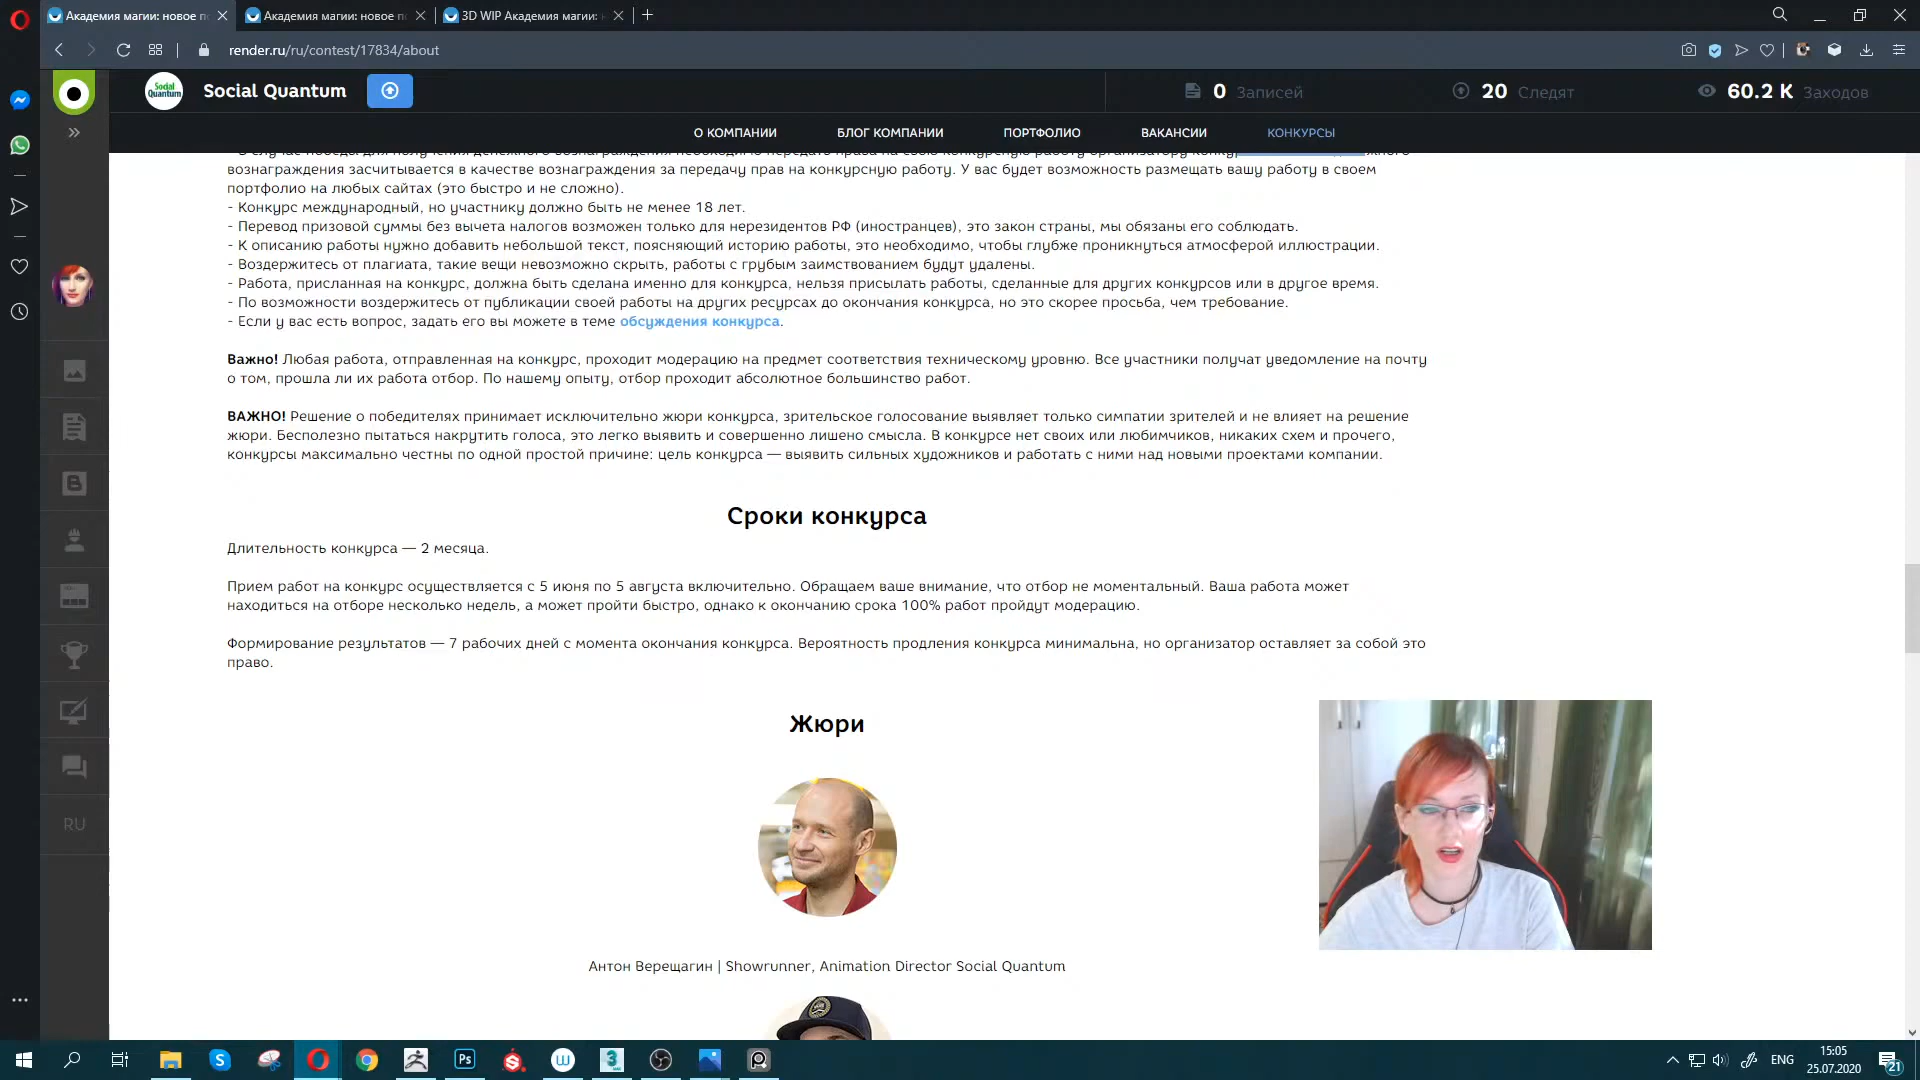 Академия магии: новое п
Академия магии: новое п
3D WIP Академия магии:
render.ru/ru/contest/17834/about
Social Quantum
Social Quantum
0 Записей
20 Следят
60.2 K Заходов
О КОМПАНИИ
БЛОГ КОМПАНИИ
ПОРТФОЛИО
ВАКАНСИИ
КОНКУРСЫ
вознаграждения засчитывается в качестве вознаграждения за передачу прав на конкурсную работу. У вас будет возможность размещать вашу работу в своем
портфолио на любых сайтах (это быстро и не сложно).
- Конкурс международный, но участнику должно быть не менее 18 лет.
- Перевод призовой суммы без вычета налогов возможен только для нерезидентов РФ (иностранцев), это закон страны, мы обязаны его соблюдать.
- К описанию работы нужно добавить небольшой текст, поясняющий историю работы, это необходимо, чтобы глубже проникнуться атмосферой иллюстрации.
- Воздержитесь от плагиата, такие вещи невозможно скрыть, работы с грубым заимствованием будут удалены.
- Работа, присланная на конкурс, должна быть сделана именно для конкурса, нельзя присылать работы, сделанные для других конкурсов или в другое время.
- По возможности воздержитесь от публикации своей работы на других ресурсах до окончания конкурса, но это скорее просьба, чем требование.
- Если у вас есть вопрос, задать его вы можете в теме обсуждения конкурса.
Важно! Любая работа, отправленная на конкурс, проходит модерацию на предмет соответствия техническому уровню. Все участники получат уведомление на почту
о том, прошла ли их работа отбор. По нашему опыту, отбор проходит абсолютное большинство работ.
ВАЖНО! Решение о победителях принимает исключительно жюри конкурса, зрительское голосование выявляет только симпатии зрителей и не влияет на решение
жюри. Бесполезно пытаться накрутить голоса, это легко выявить и совершенно лишено смысла. В конкурсе нет своих или любимчиков, никаких схем и прочего,
конкурсы максимально честны по одной простой причине: цель конкурса — выявить сильных художников и работать с ними над новыми проектами компании.
Сроки конкурса
Длительность конкурса — 2 месяца.
Прием работ на конкурс осуществляется с 5 июня по 5 августа включительно. Обращаем ваше внимание, что отбор не моментальный. Ваша работа может
находиться на отборе несколько недель, а может пройти быстро, однако к окончанию срока 100% работ пройдут модерацию.
Формирование результатов — 7 рабочих дней с момента окончания конкурса. Вероятность продления конкурса минимальна, но организатор оставляет за собой это
право.
Жюри
RU
Антон Верещагин | Showrunner, Animation Director Social Quantum
ENG
15:05
25.07.2020
21